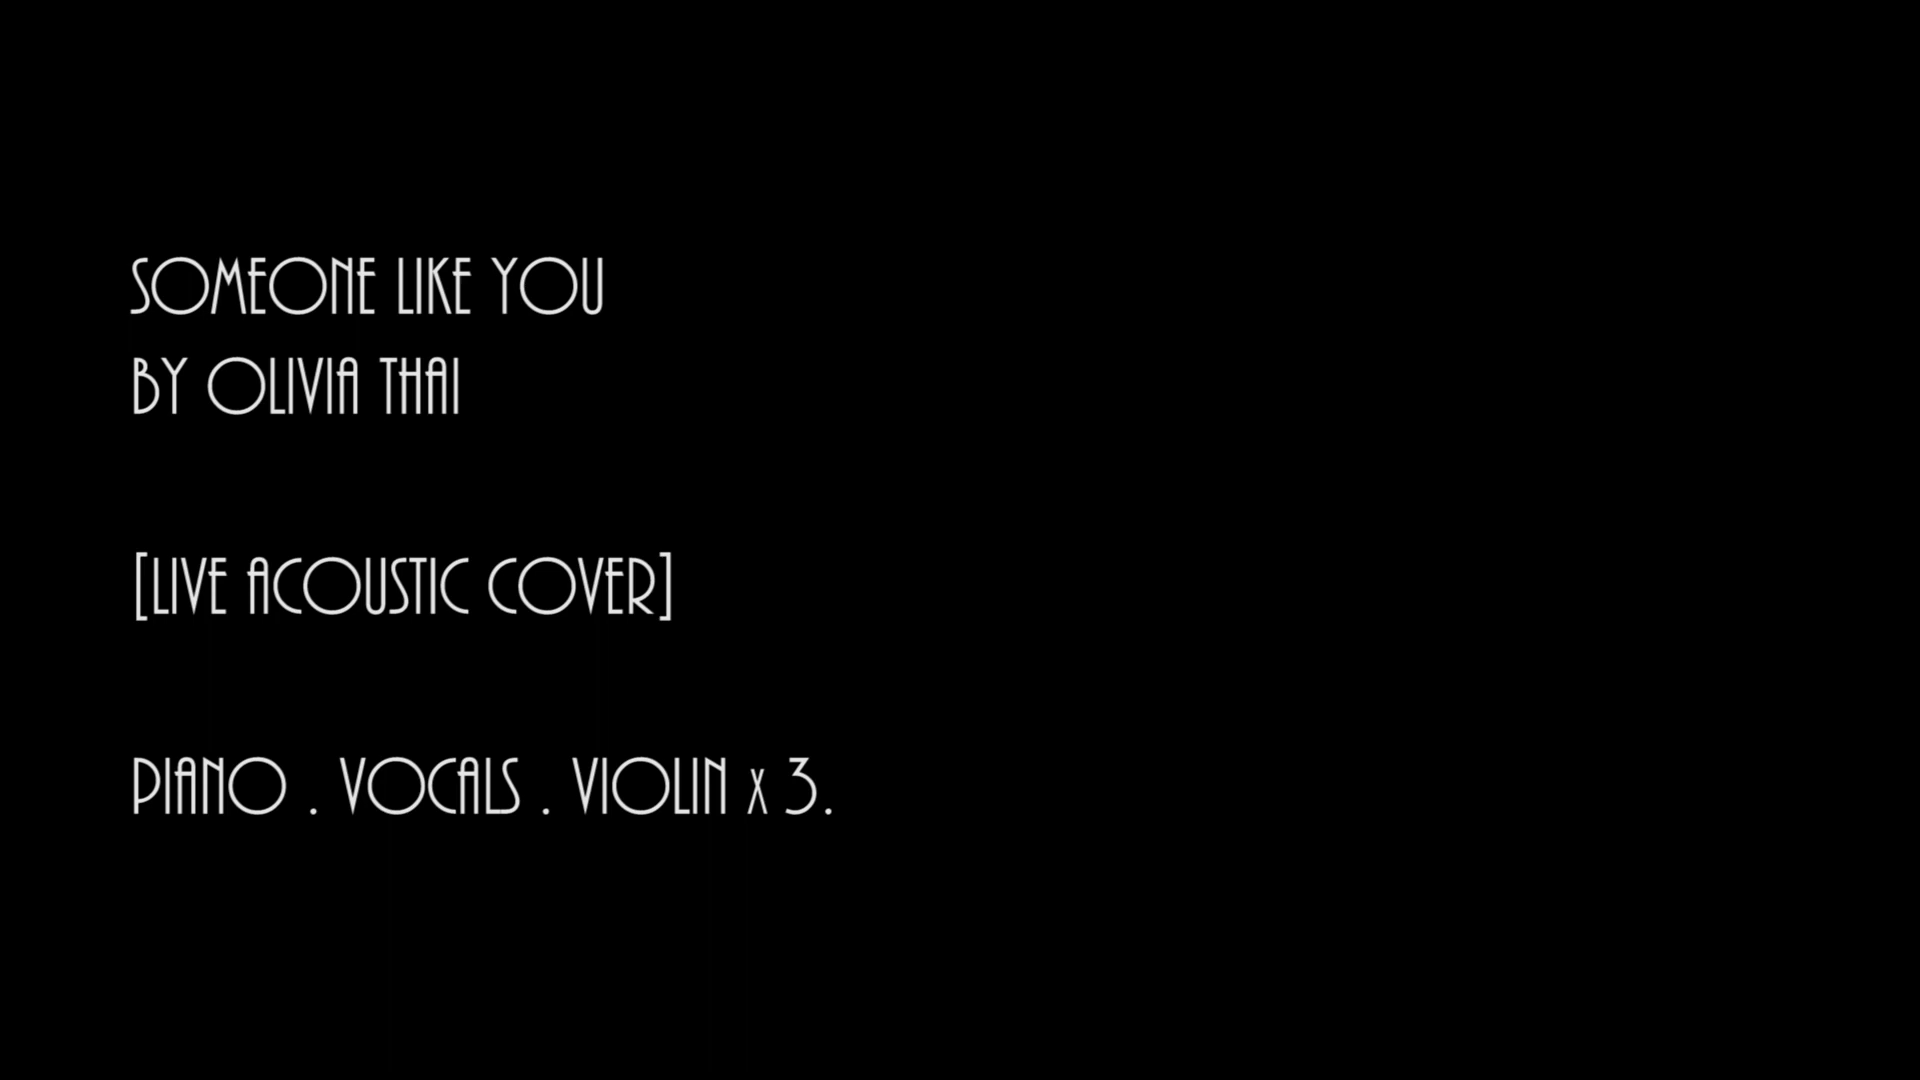 SOMEONE LIKE YOU
BY OLIVIA THAI
[LIVE ACOUSTIC COVER]
PIANO . VOCALS . VIOLIN x 3.